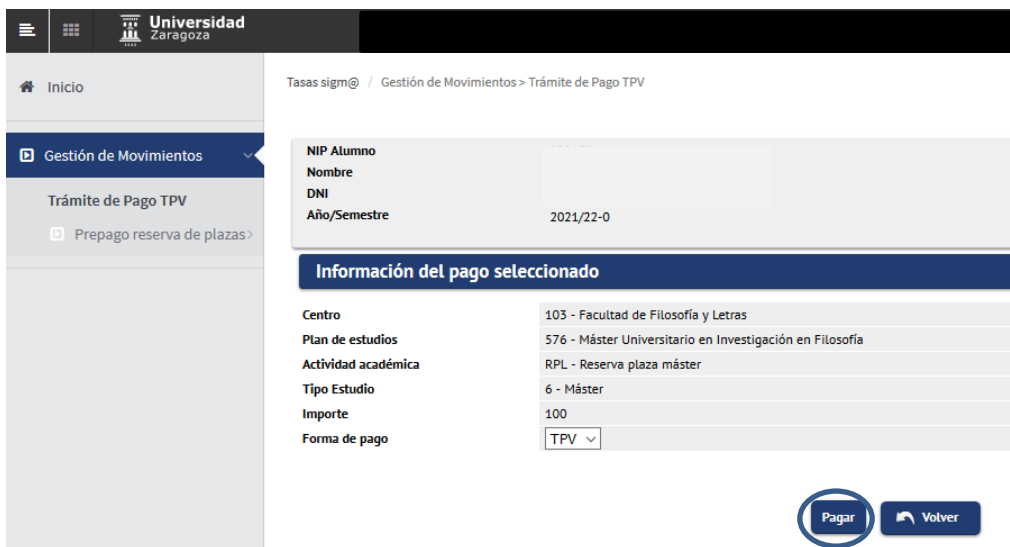 Universidad
Zaragoza
Inicio
Tasas sigm@ / Gestión de Movimientos > Trámite de Pago TPV
Gestión de Movimientos
Trámite de Pago TPV
Prepago reserva de plazas
NIP Alumno
Nombre
DNI
Año/Semestre 2021/22-0
Información del pago seleccionado
Centro 103 - Facultad de Filosofía y Letras
Plan de estudios 576 - Máster Universitario en Investigación en Filosofía
Actividad académica RPL - Reserva plaza máster
Tipo Estudio 6 - Máster
Importe 100
Forma de pago TPV
Pagar Volver